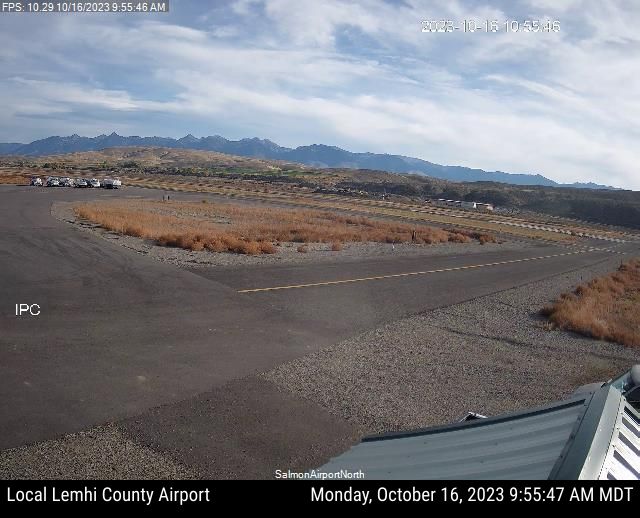 FPS: 10.29 10/16/2023 9:55:46 AM
2023-10-16 10:55:46
IPC
SalmonAirportNorth
Local Lemhi County Airport Monday, October 16, 2023 9:55:47 AM MDT